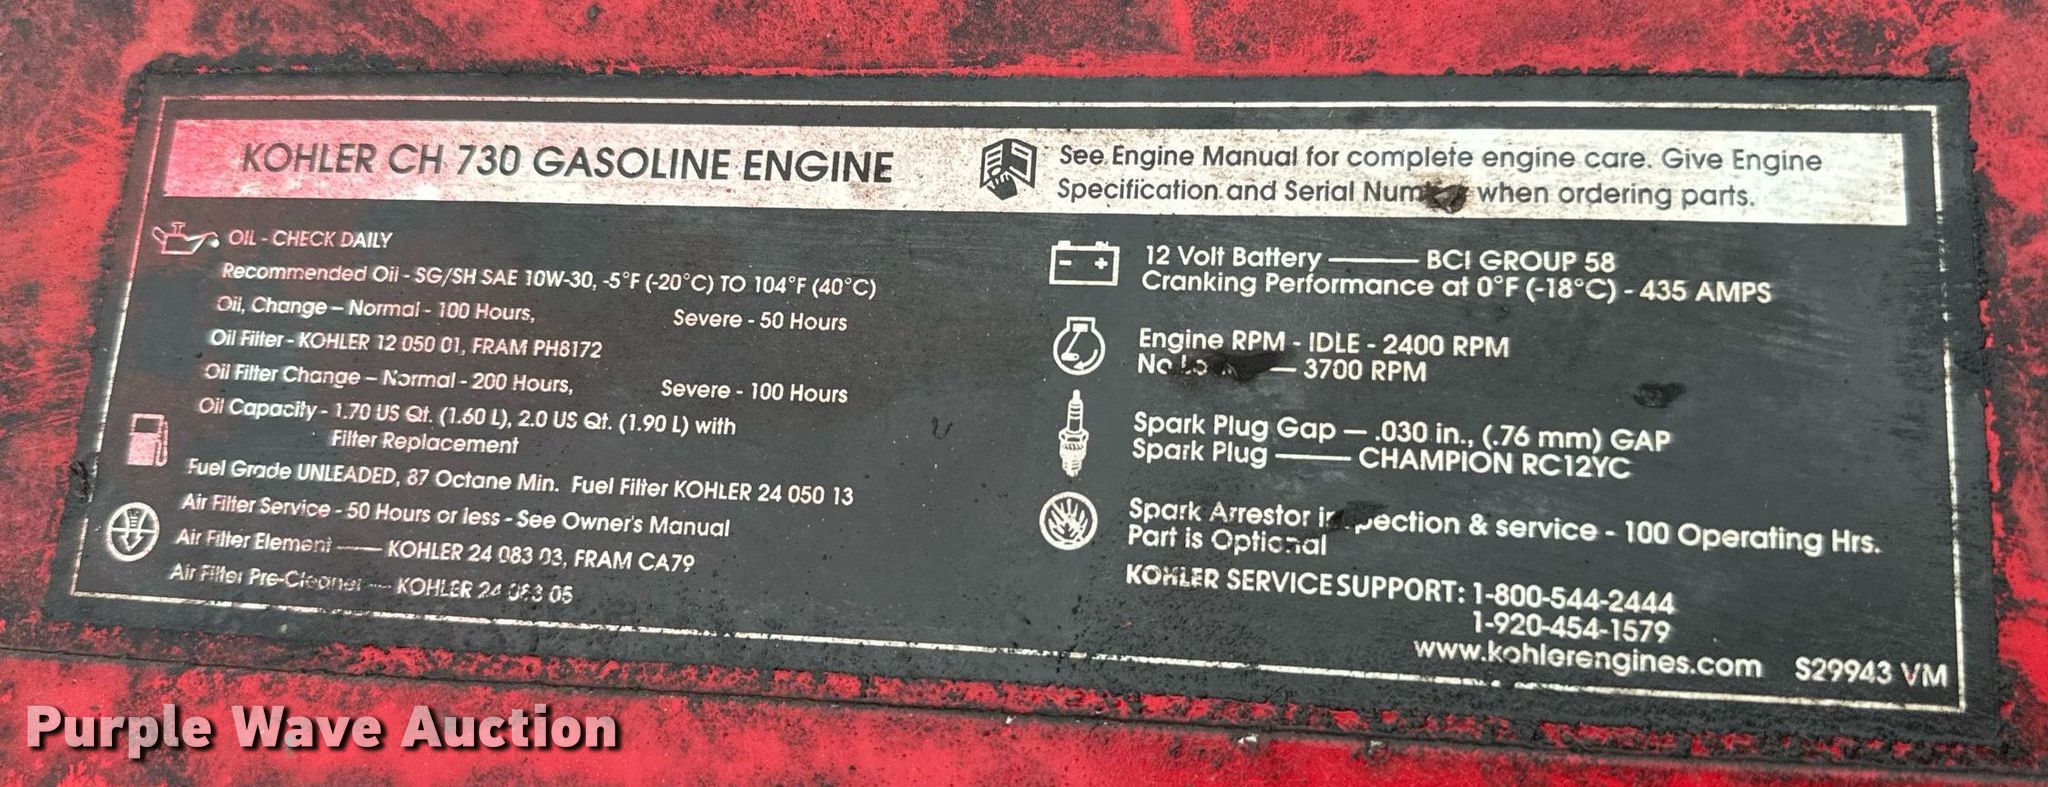 KOHLER CH 730 GASOLINE ENGINE
See Engine Manual for complete engine care. Give Engine
Specification and Serial when ordering parts.
OIL - CHECK DAILY
Recommended Oil - SG/SH SAE 10W-30, -5°F (-20°C) TO 104°F (40°C)
Oil, Change – Normal - 100 Hours, Severe - 50 Hours
Oil Filter - KOHLER 12 050 01, FRAM PH8172
Oil Filter Change – Normal - 200 Hours, Severe - 100 Hours
Oil Capacity - 1.70 US Qt. (1.60 L), 2.0 US Qt. (1.90 L) with
Filter Replacement
Fuel Grade UNLEADED, 87 Octane Min. Fuel Filter KOHLER 24 050 13
Air Filter Service - 50 Hours or less - See Owner's Manual
Air Filter Element —— KOHLER 24 083 03, FRAM CA79
Air Filter Pre-Cleaner — KOHLER 24 083 05
12 Volt Battery ——— BCI GROUP 58
Cranking Performance at 0°F (-18°C) - 435 AMPS
Engine RPM - IDLE - 2400 RPM
No — 3700 RPM
Spark Plug Gap — .030 in., (.76 mm) GAP
Spark Plug ——— CHAMPION RC12YC
Spark Arrestor inspection & service - 100 Operating Hrs.
Part is Optional
KOHLER SERVICE SUPPORT: 1-800-544-2444
1-920-454-1579
www.kohlerengines.com S29943 VM
Purple Wave Auction